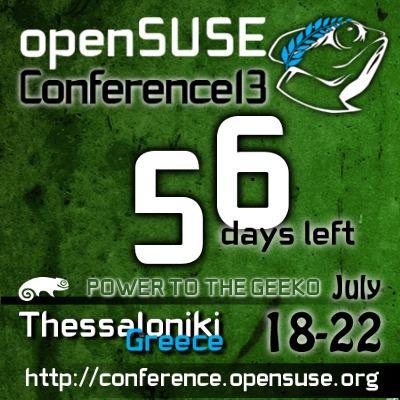 openSUSE
Conference13
56
days left
POWER TO THE GEEKO
July
Thessaloniki
Greece
18-22
http://conference.opensuse.org